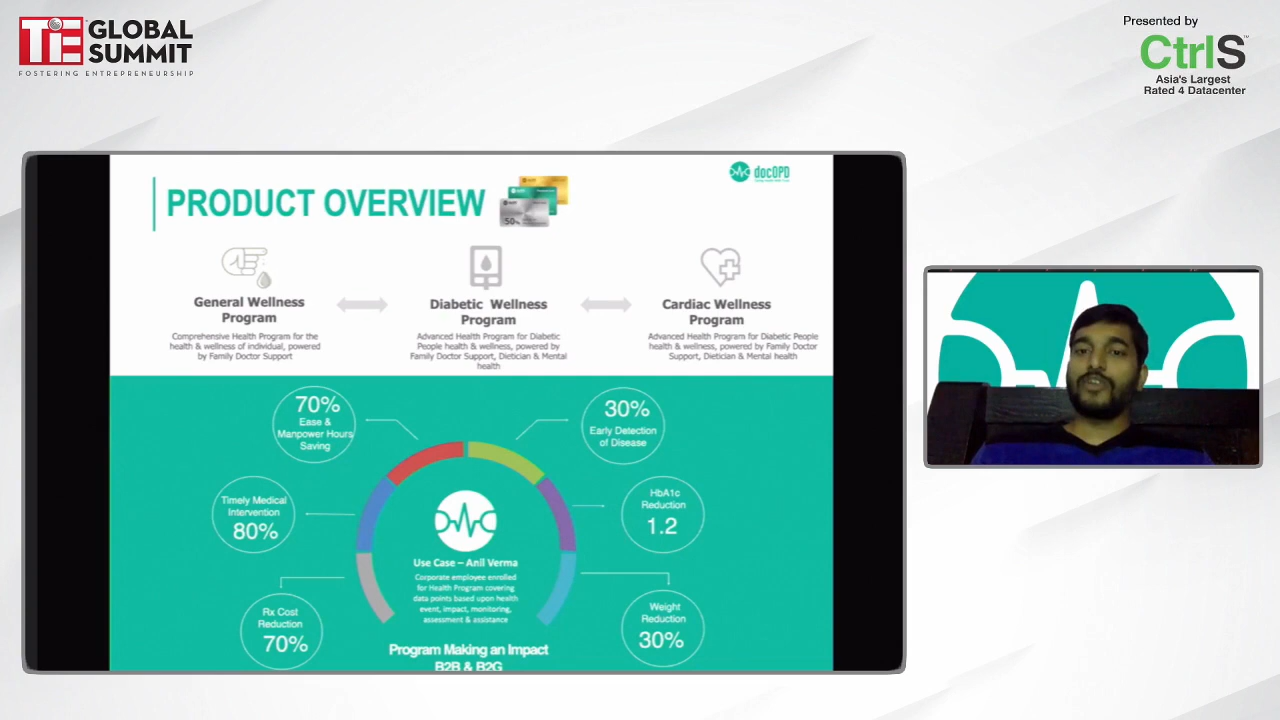 TiE GLOBAL
SUMMIT
FOSTERING ENTREPRENEURSHIP
Presented by
CtrlS™
Asia's Largest
Rated 4 Datacenter
PRODUCT OVERVIEW
50%
docOPD
General Wellness
Program
Comprehensive Health Program for the
health & wellness of individual, powered
by Family Doctor Support
Diabetic Wellness
Program
Advanced Health Program for Diabetic
People health & wellness, powered by
Family Doctor Support, Dietician & Mental
health
Cardiac Wellness
Program
Advanced Health Program for Diabetic People
health & wellness, powered by Family Doctor
Support, Dietician & Mental health
70%
Ease &
Manpower Hours
Saving
30%
Early Detection
of Disease
Timely Medical
Intervention
80%
HbA1c
Reduction
1.2
Rx Cost
Reduction
70%
Weight
Reduction
30%
Use Case – Anil Verma
Corporate employee enrolled
for Health Program covering
data points based upon health
event, impact, monitoring,
assessment & assistance
Program Making an Impact
B2B & B2G